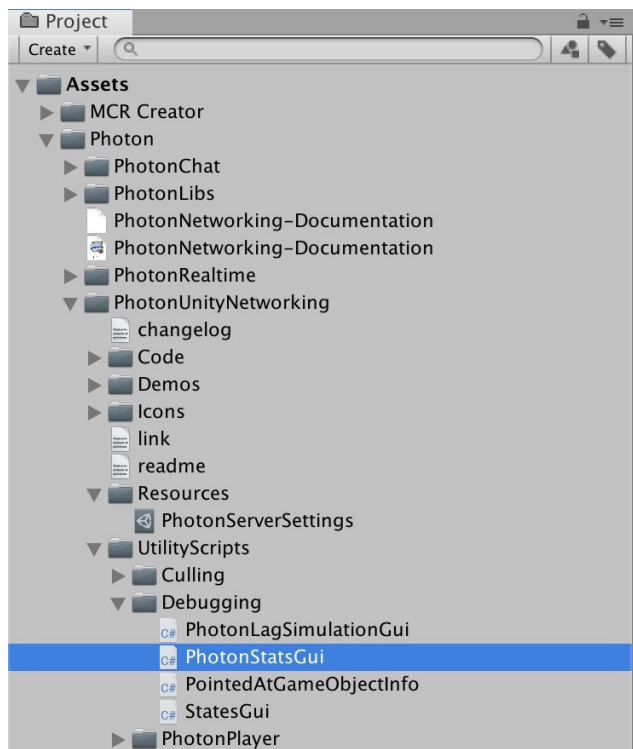 Project
Create
Assets
MCR Creator
Photon
PhotonChat
PhotonLibs
PhotonNetworking-Documentation
PhotonNetworking-Documentation
PhotonRealtime
PhotonUnityNetworking
changelog
Code
Demos
Icons
link
readme
Resources
PhotonServerSettings
UtilityScripts
Culling
Debugging
C# PhotonLagSimulationGui
C# PhotonStatsGui
C# PointedAtGameObjectInfo
C# StatesGui
PhotonPlayer